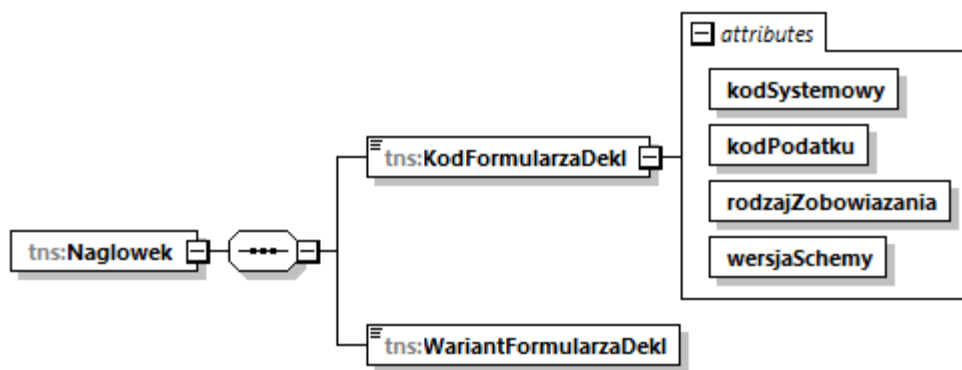 attributes
kodSystemowy
tns:KodFormularzaDekl
kodPodatku
rodzajZobowiazania
tns:Naglowek
wersjaSchemy
tns:WariantFormularzaDekl